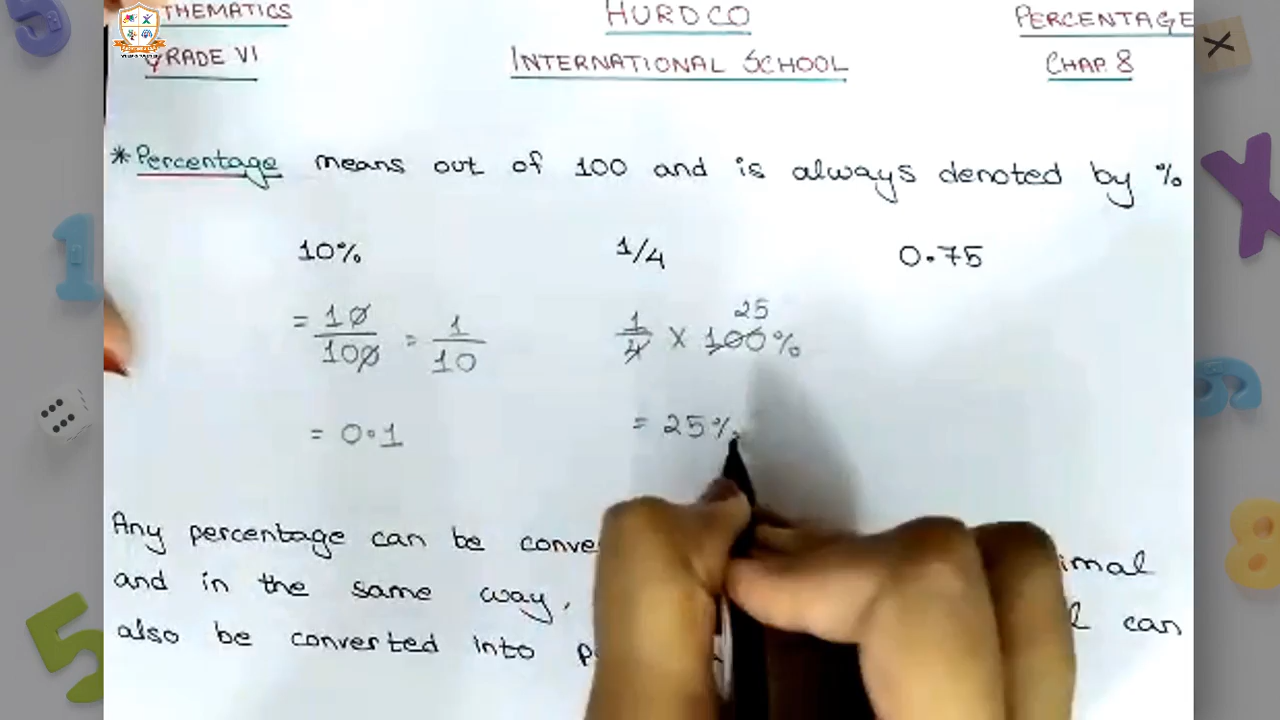 THEMATICS HURDCO PERCENTAGE
GRADE VI INTERNATIONAL SCHOOL CHAP. 8
*Percentage means out of 100 and is always denoted by %
10% 1/4 0.75
= 10/100 = 1/10 1/4 x 100% 25
= 0.1 = 25%
Any percentage can be
and in the same way, can
also be converted into